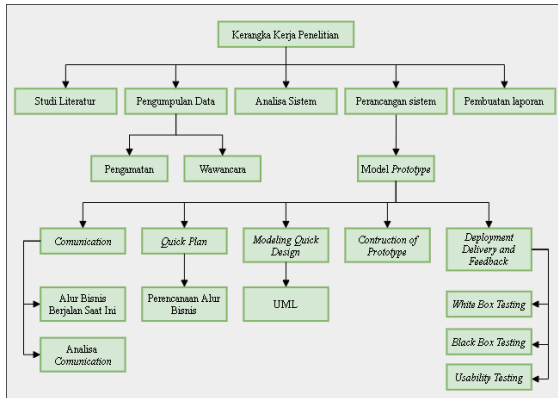 Kerangka Kerja Penelitian
Studi Literatur
Pengumpulan Data
Analisa Sistem
Perancangan sistem
Pembuatan laporan
Pengamatan
Wawancara
Model Prototype
Comunication
Quick Plan
Modeling Quick
Design
Contruction of
Prototype
Deployment
Delivery and
Feedback
Alur Bisnis
Berjalan Saat Ini
Perencanaan Alur
Bisnis
UML
White Box Testing
Analisa
Comunication
Black Box Testing
Usability Testing